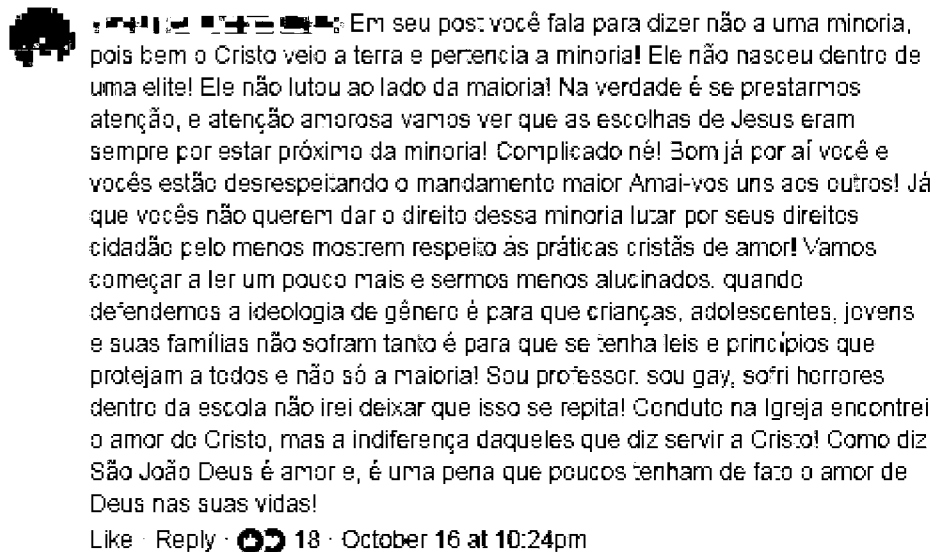 Em seu post você fala para dizer não a uma minoria,
pois bem o Cristo veio a terra e pertencia a minoria! Ele não nasceu dentro de
uma elite! Ele não lutou ao lado da maioria! Na verdade é se prestarmos
atenção, e atenção amorosa vamos ver que as escolhas de Jesus eram
sempre por estar próximo da minoria! Complicado né! Bom já por aí você e
vocês estão desrespeitando o mandamento maior Amai-vos uns aos outros! Já
que vocês não querem dar o direito dessa minoria lutar por seus direitos
cidadão pelo menos mostrem respeito às práticas cristãs de amor! Vamos
começar a ler um pouco mais e sermos menos alucinados. quando
defendemos a ideologia de gênero é para que crianças, adolescentes, jovens
e suas famílias não sofram tanto é para que se tenha leis e princípios que
protejam a todos e não só a maioria! Sou professor. sou gay, sofri horrores
dentro da escola não irei deixar que isso se repita! Conduto na Igreja encontrei
o amor do Cristo, mas a indiferença daqueles que diz servir a Cristo! Como diz
São João Deus é amor e, é uma pena que poucos tenham de fato o amor de
Deus nas suas vidas!
Like · Reply · 18 · October 16 at 10:24pm